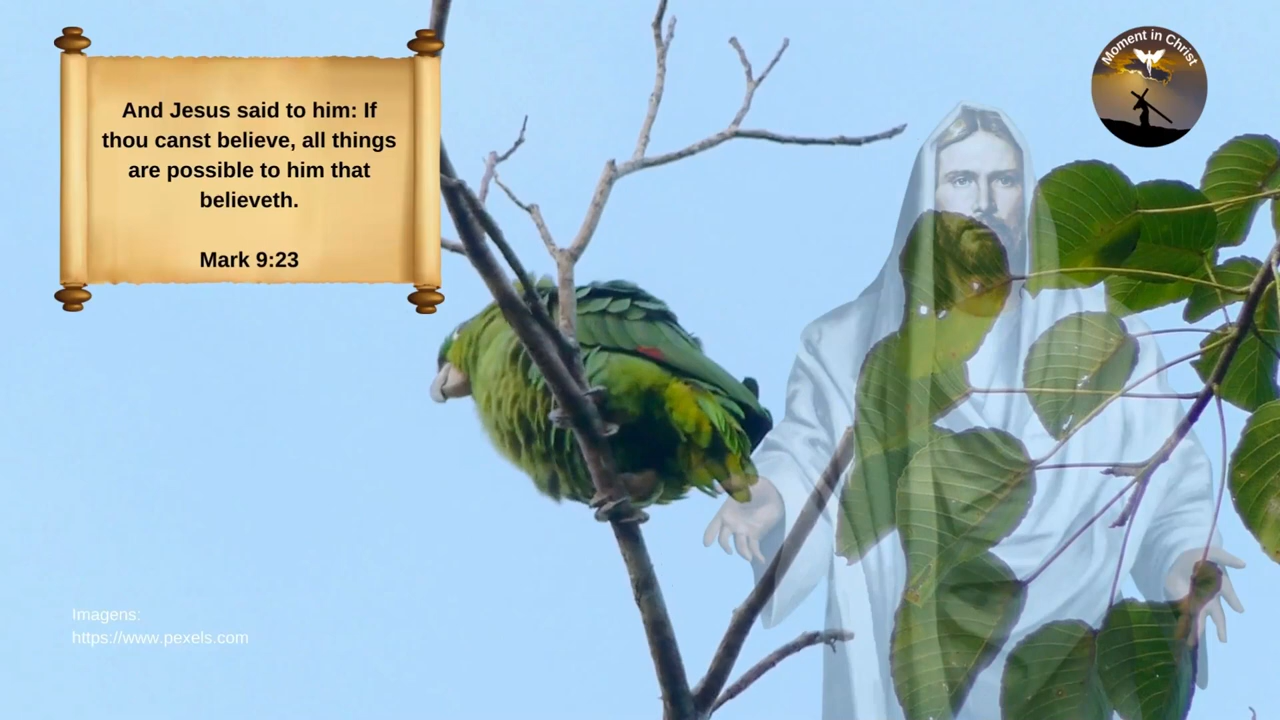 And Jesus said to him: If
thou canst believe, all things
are possible to him that
believeth.
Mark 9:23
Moment in Christ
Imagens:
https://www.pexels.com